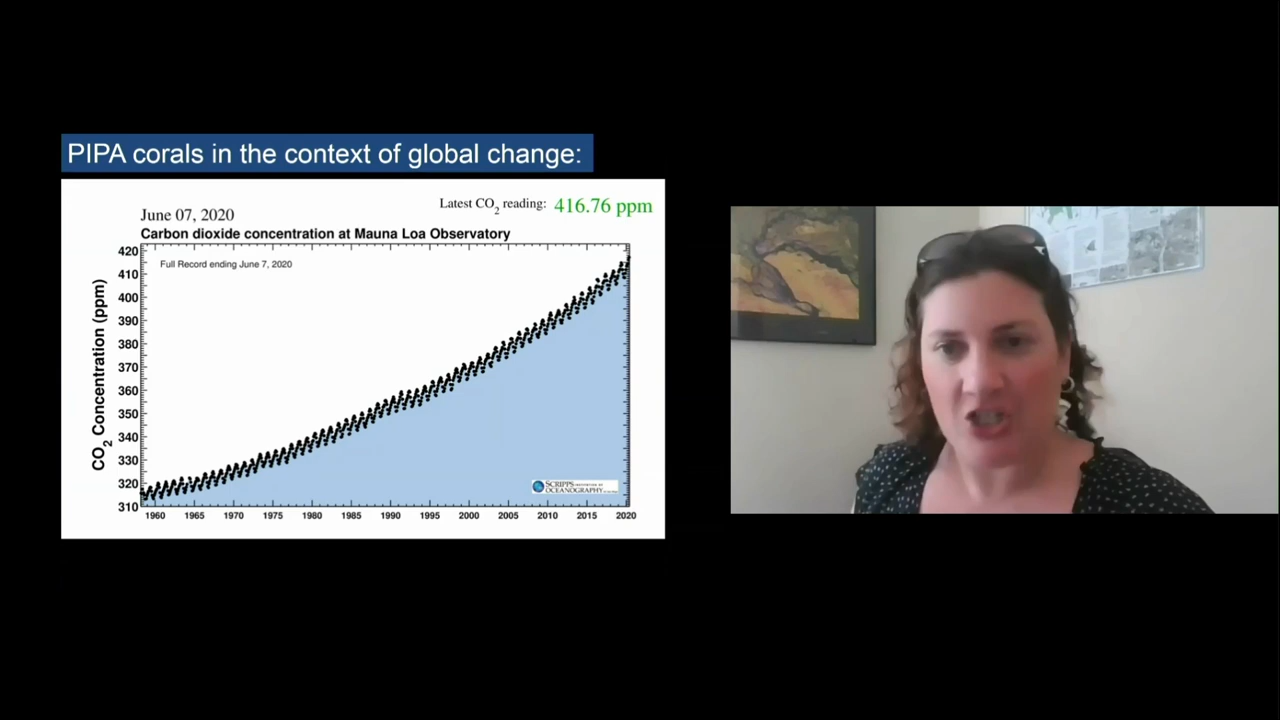 PIPA corals in the context of global change:
June 07, 2020
Latest CO2 reading: 416.76 ppm
Carbon dioxide concentration at Mauna Loa Observatory
Full Record ending June 7, 2020
CO2 Concentration (ppm)
420
410
400
390
380
370
360
350
340
330
320
310
1960 1965 1970 1975 1980 1985 1990 1995 2000 2005 2010 2015 2020
SCRIPPS INSTITUTION OF
OCEANOGRAPHY